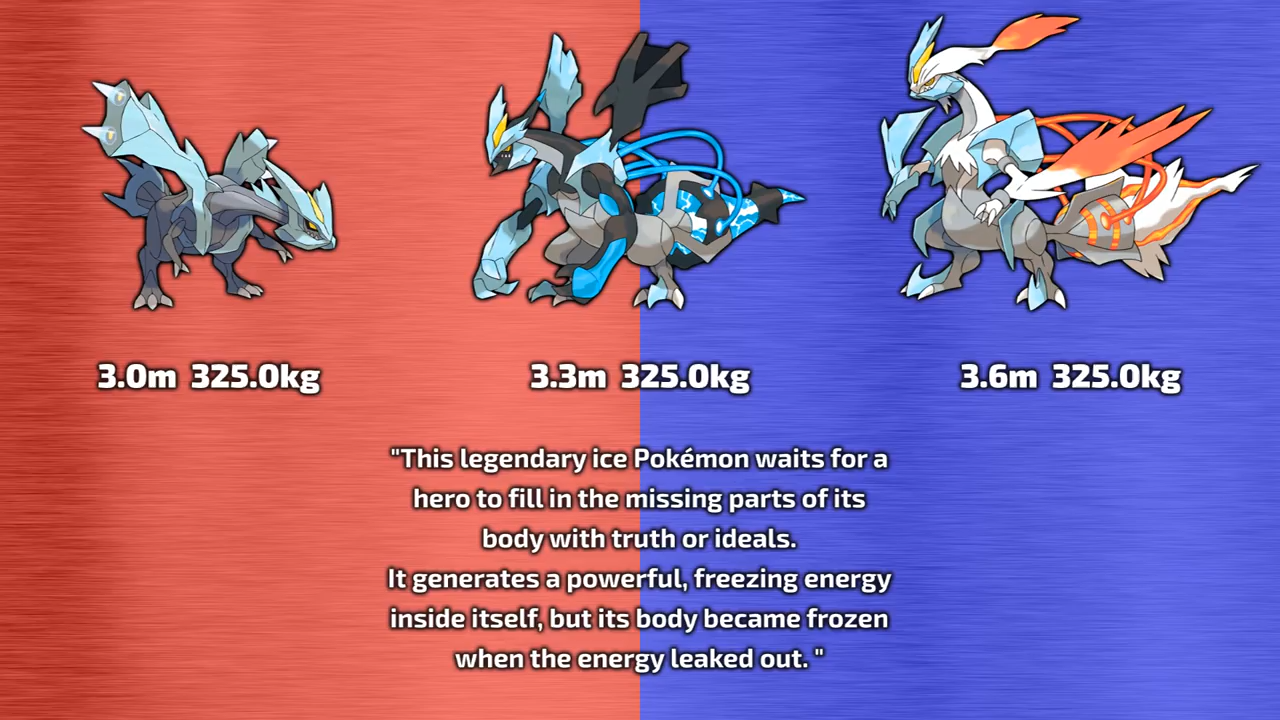 3.0m 325.0kg
3.3m 325.0kg
3.6m 325.0kg
"This legendary ice Pokémon waits for a
hero to fill in the missing parts of its
body with truth or ideals.
It generates a powerful, freezing energy
inside itself, but its body became frozen
when the energy leaked out. "